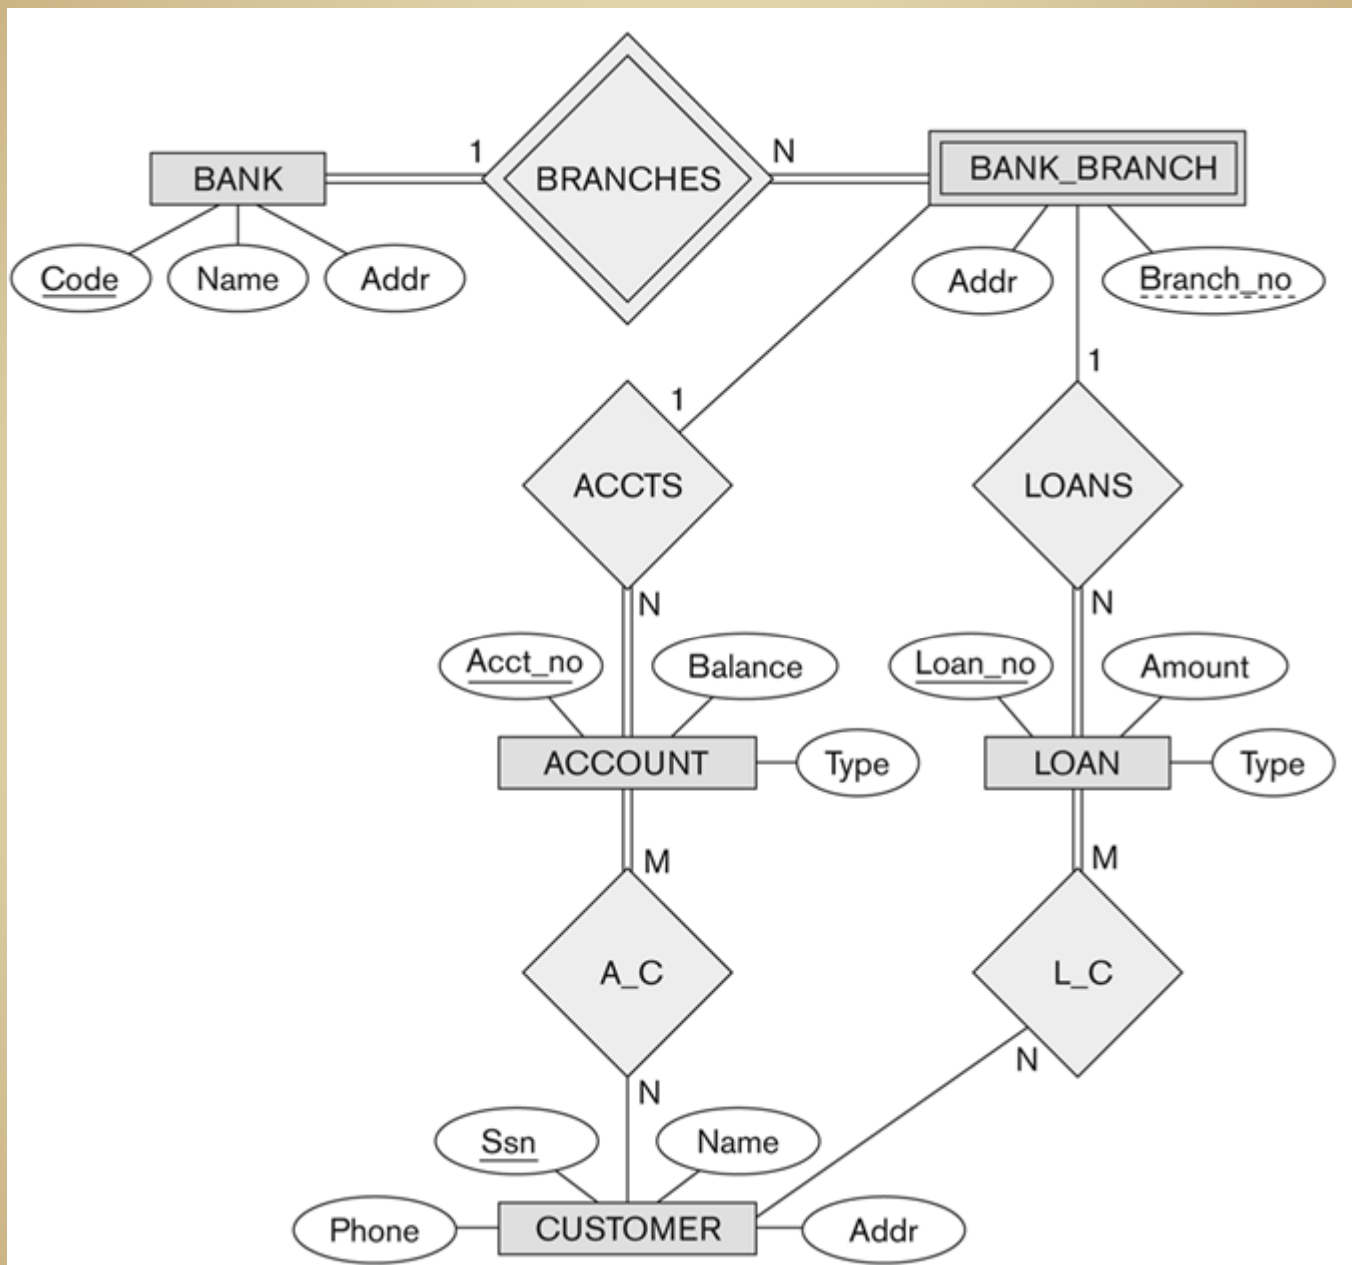 1
N
BANK
BRANCHES
BANK_BRANCH
Code
Name
Addr
Addr
Branch_no
1
1
ACCTS
LOANS
N
N
Acct_no
Balance
Loan_no
Amount
ACCOUNT
Type
LOAN
Type
M
M
A_C
L_C
N
N
Ssn
Name
Phone
CUSTOMER
Addr